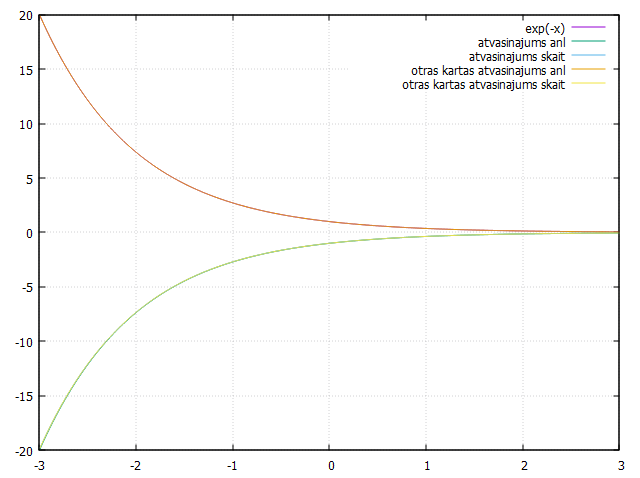 20
15
10
5
0
-5
-10
-15
-20
exp(-x)
atvasinajums anl
atvasinajums skait
otras kartas atvasinajums anl
otras kartas atvasinajums skait
-3 -2 -1 0 1 2 3